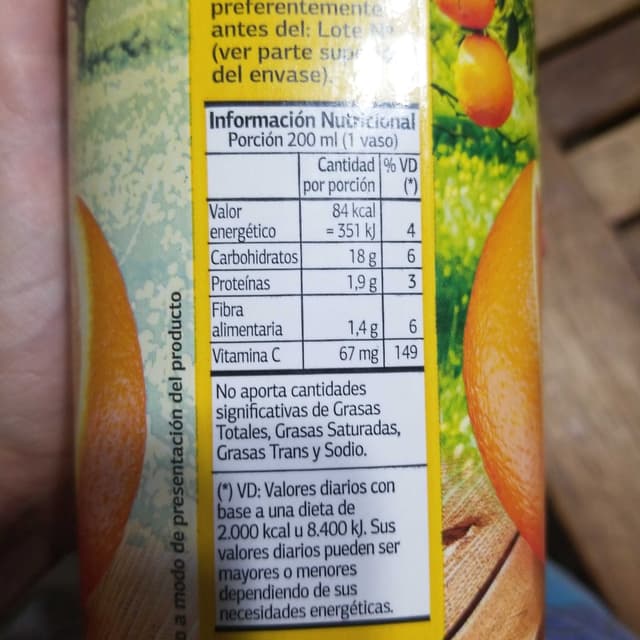 preferentemente
antes del: Lote Nº
(ver parte
del envase).
Información Nutricional
Porción 200 ml (1 vaso)
Cantidad por porción % VD (*)
Valor energético 84 kcal = 351 kJ 4
Carbohidratos 18 g 6
Proteínas 1,9 g 3
Fibra alimentaria 1,4 g 6
Vitamina C 67 mg 149
No aporta cantidades
significativas de Grasas
Totales, Grasas Saturadas,
Grasas Trans y Sodio.
(*) VD: Valores diarios con
base a una dieta de
2.000 kcal u 8.400 kJ. Sus
valores diarios pueden ser
mayores o menores
dependiendo de sus
necesidades energéticas.
o a modo de presentación del producto